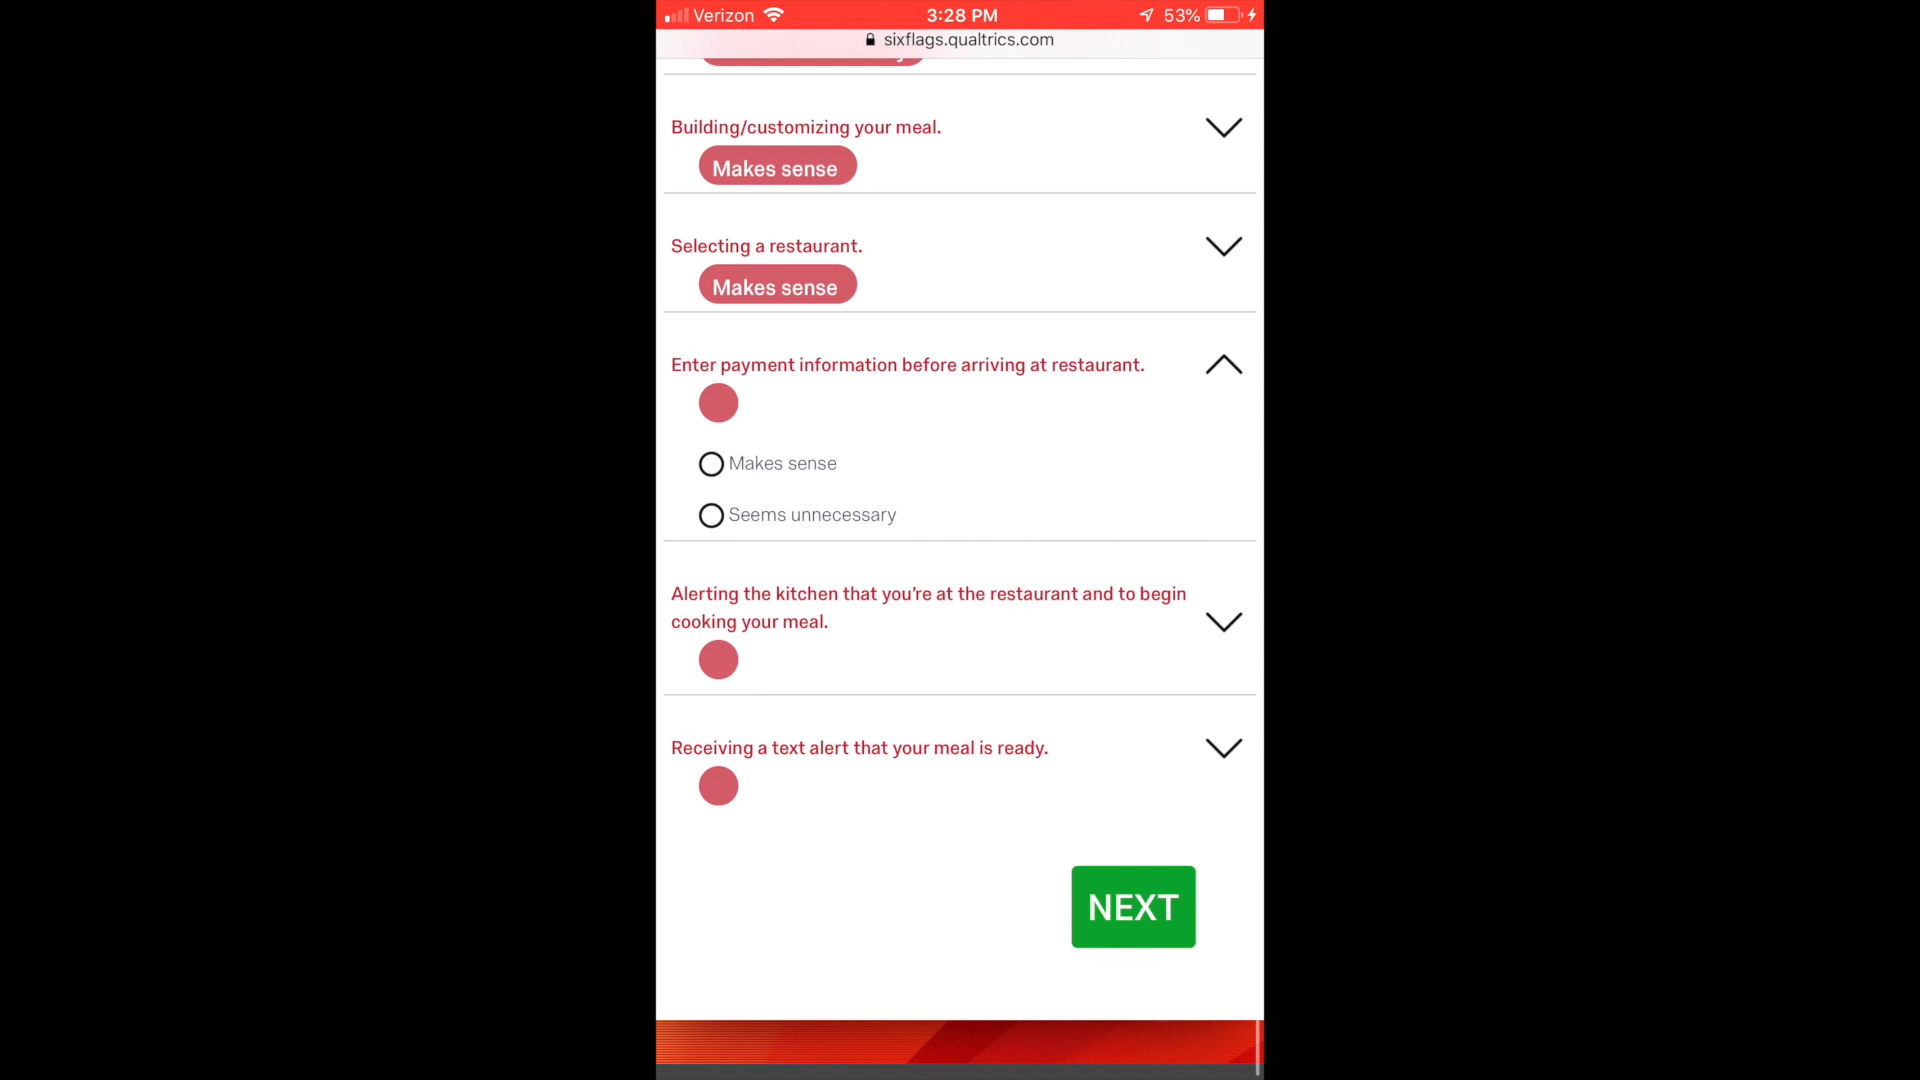 Verizon 3:28 PM 53%
sixflags.qualtrics.com
Building/customizing your meal.
Makes sense
Selecting a restaurant.
Makes sense
Enter payment information before arriving at restaurant.
Makes sense
Seems unnecessary
Alerting the kitchen that you're at the restaurant and to begin
cooking your meal.
Receiving a text alert that your meal is ready.
NEXT